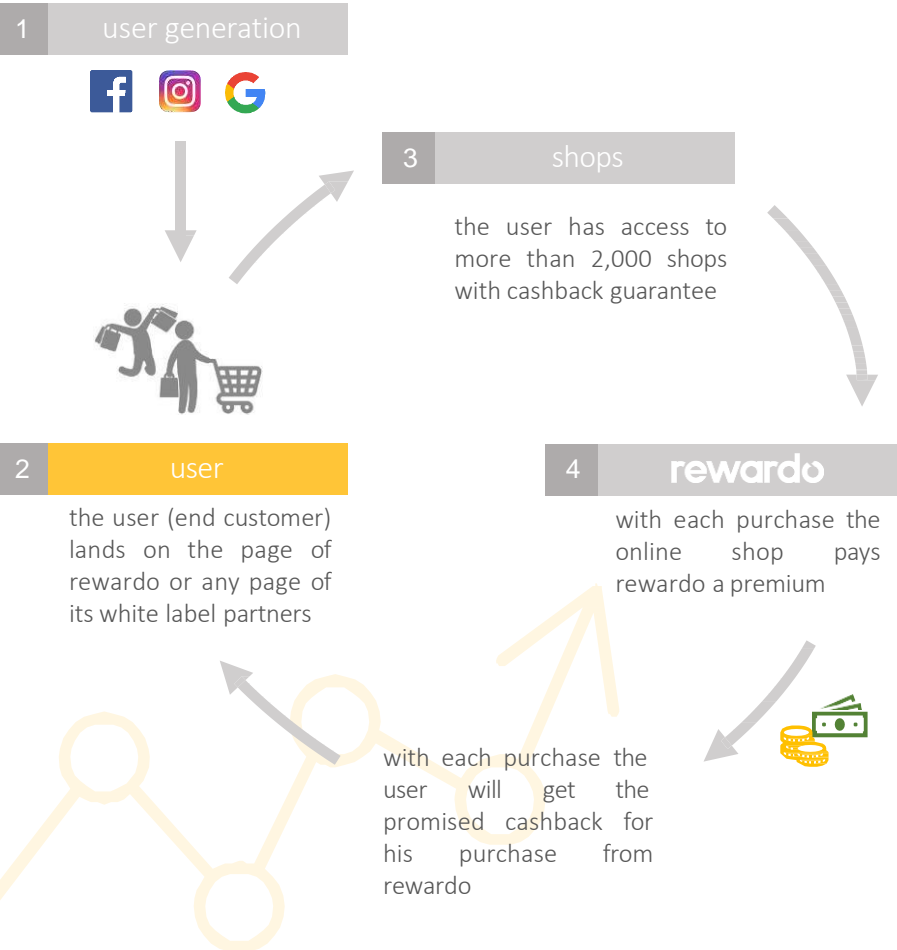 1 user generation
3 shops
the user has access to
more than 2,000 shops
with cashback guarantee
2 user
the user (end customer)
lands on the page of
rewardo or any page of
its white label partners
4 rewardo
with each purchase the
online shop pays
rewardo a premium
with each purchase the
user will get the
promised cashback for
his purchase from
rewardo